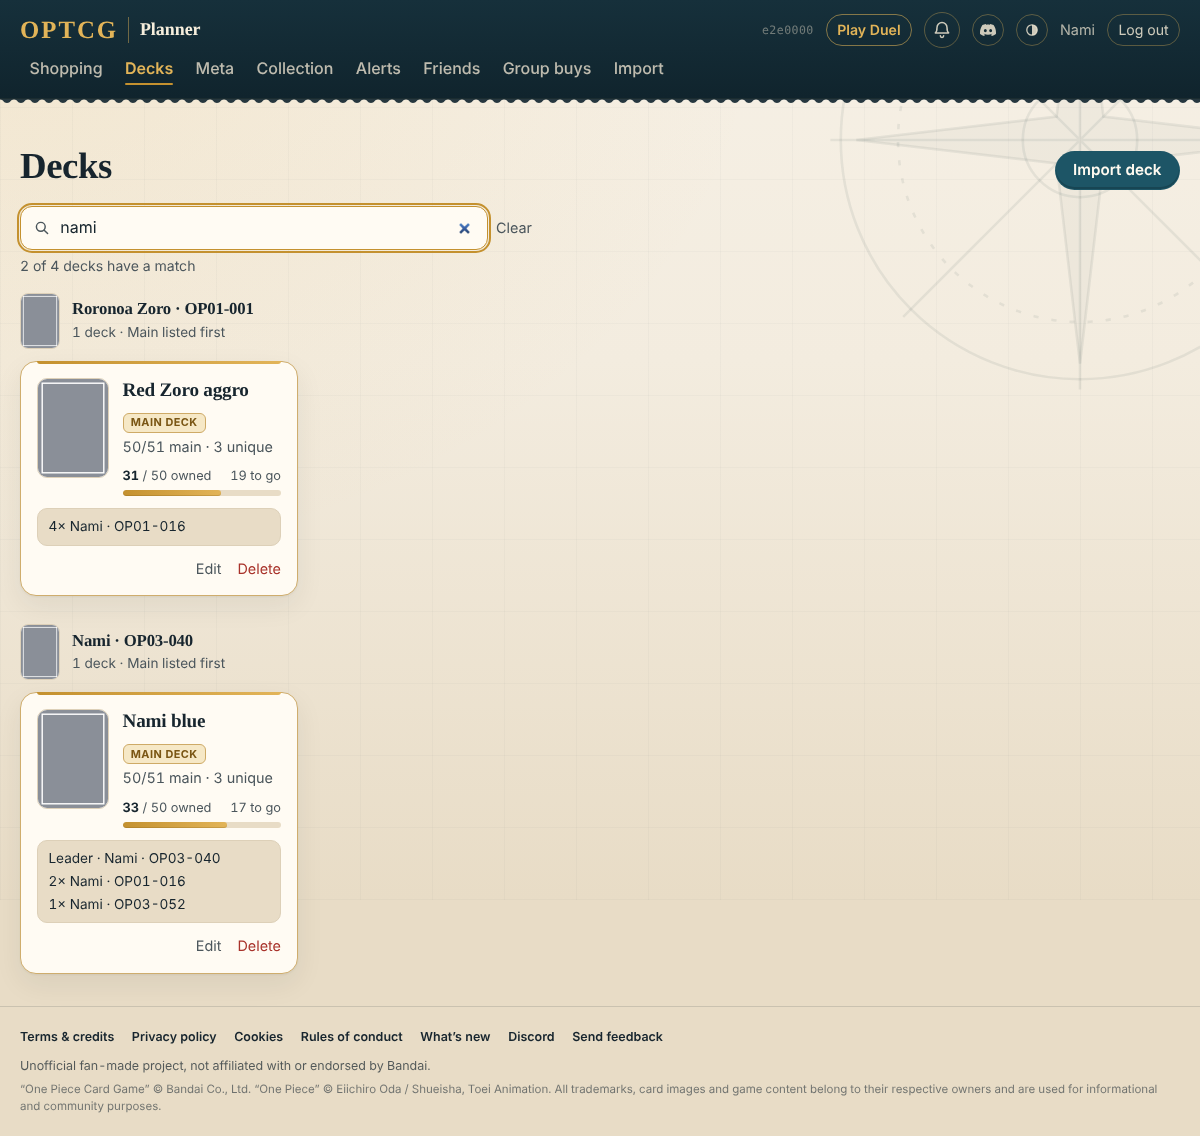 OPTCG Planner
e2e0000 Play Duel Nami Log out
Shopping Decks Meta Collection Alerts Friends Group buys Import
Decks
Import deck
nami
Clear
2 of 4 decks have a match
Roronoa Zoro · OP01-001
1 deck · Main listed first
Red Zoro aggro
MAIN DECK
50/51 main · 3 unique
31 / 50 owned 19 to go
4× Nami · OP01-016
Edit Delete
Nami · OP03-040
1 deck · Main listed first
Nami blue
MAIN DECK
50/51 main · 3 unique
33 / 50 owned 17 to go
Leader · Nami · OP03-040
2× Nami · OP01-016
1× Nami · OP03-052
Edit Delete
Terms & credits Privacy policy Cookies Rules of conduct What’s new Discord Send feedback
Unofficial fan-made project, not affiliated with or endorsed by Bandai.
“One Piece Card Game” © Bandai Co., Ltd. “One Piece” © Eiichiro Oda / Shueisha, Toei Animation. All trademarks, card images and game content belong to their respective owners and are used for informational
and community purposes.